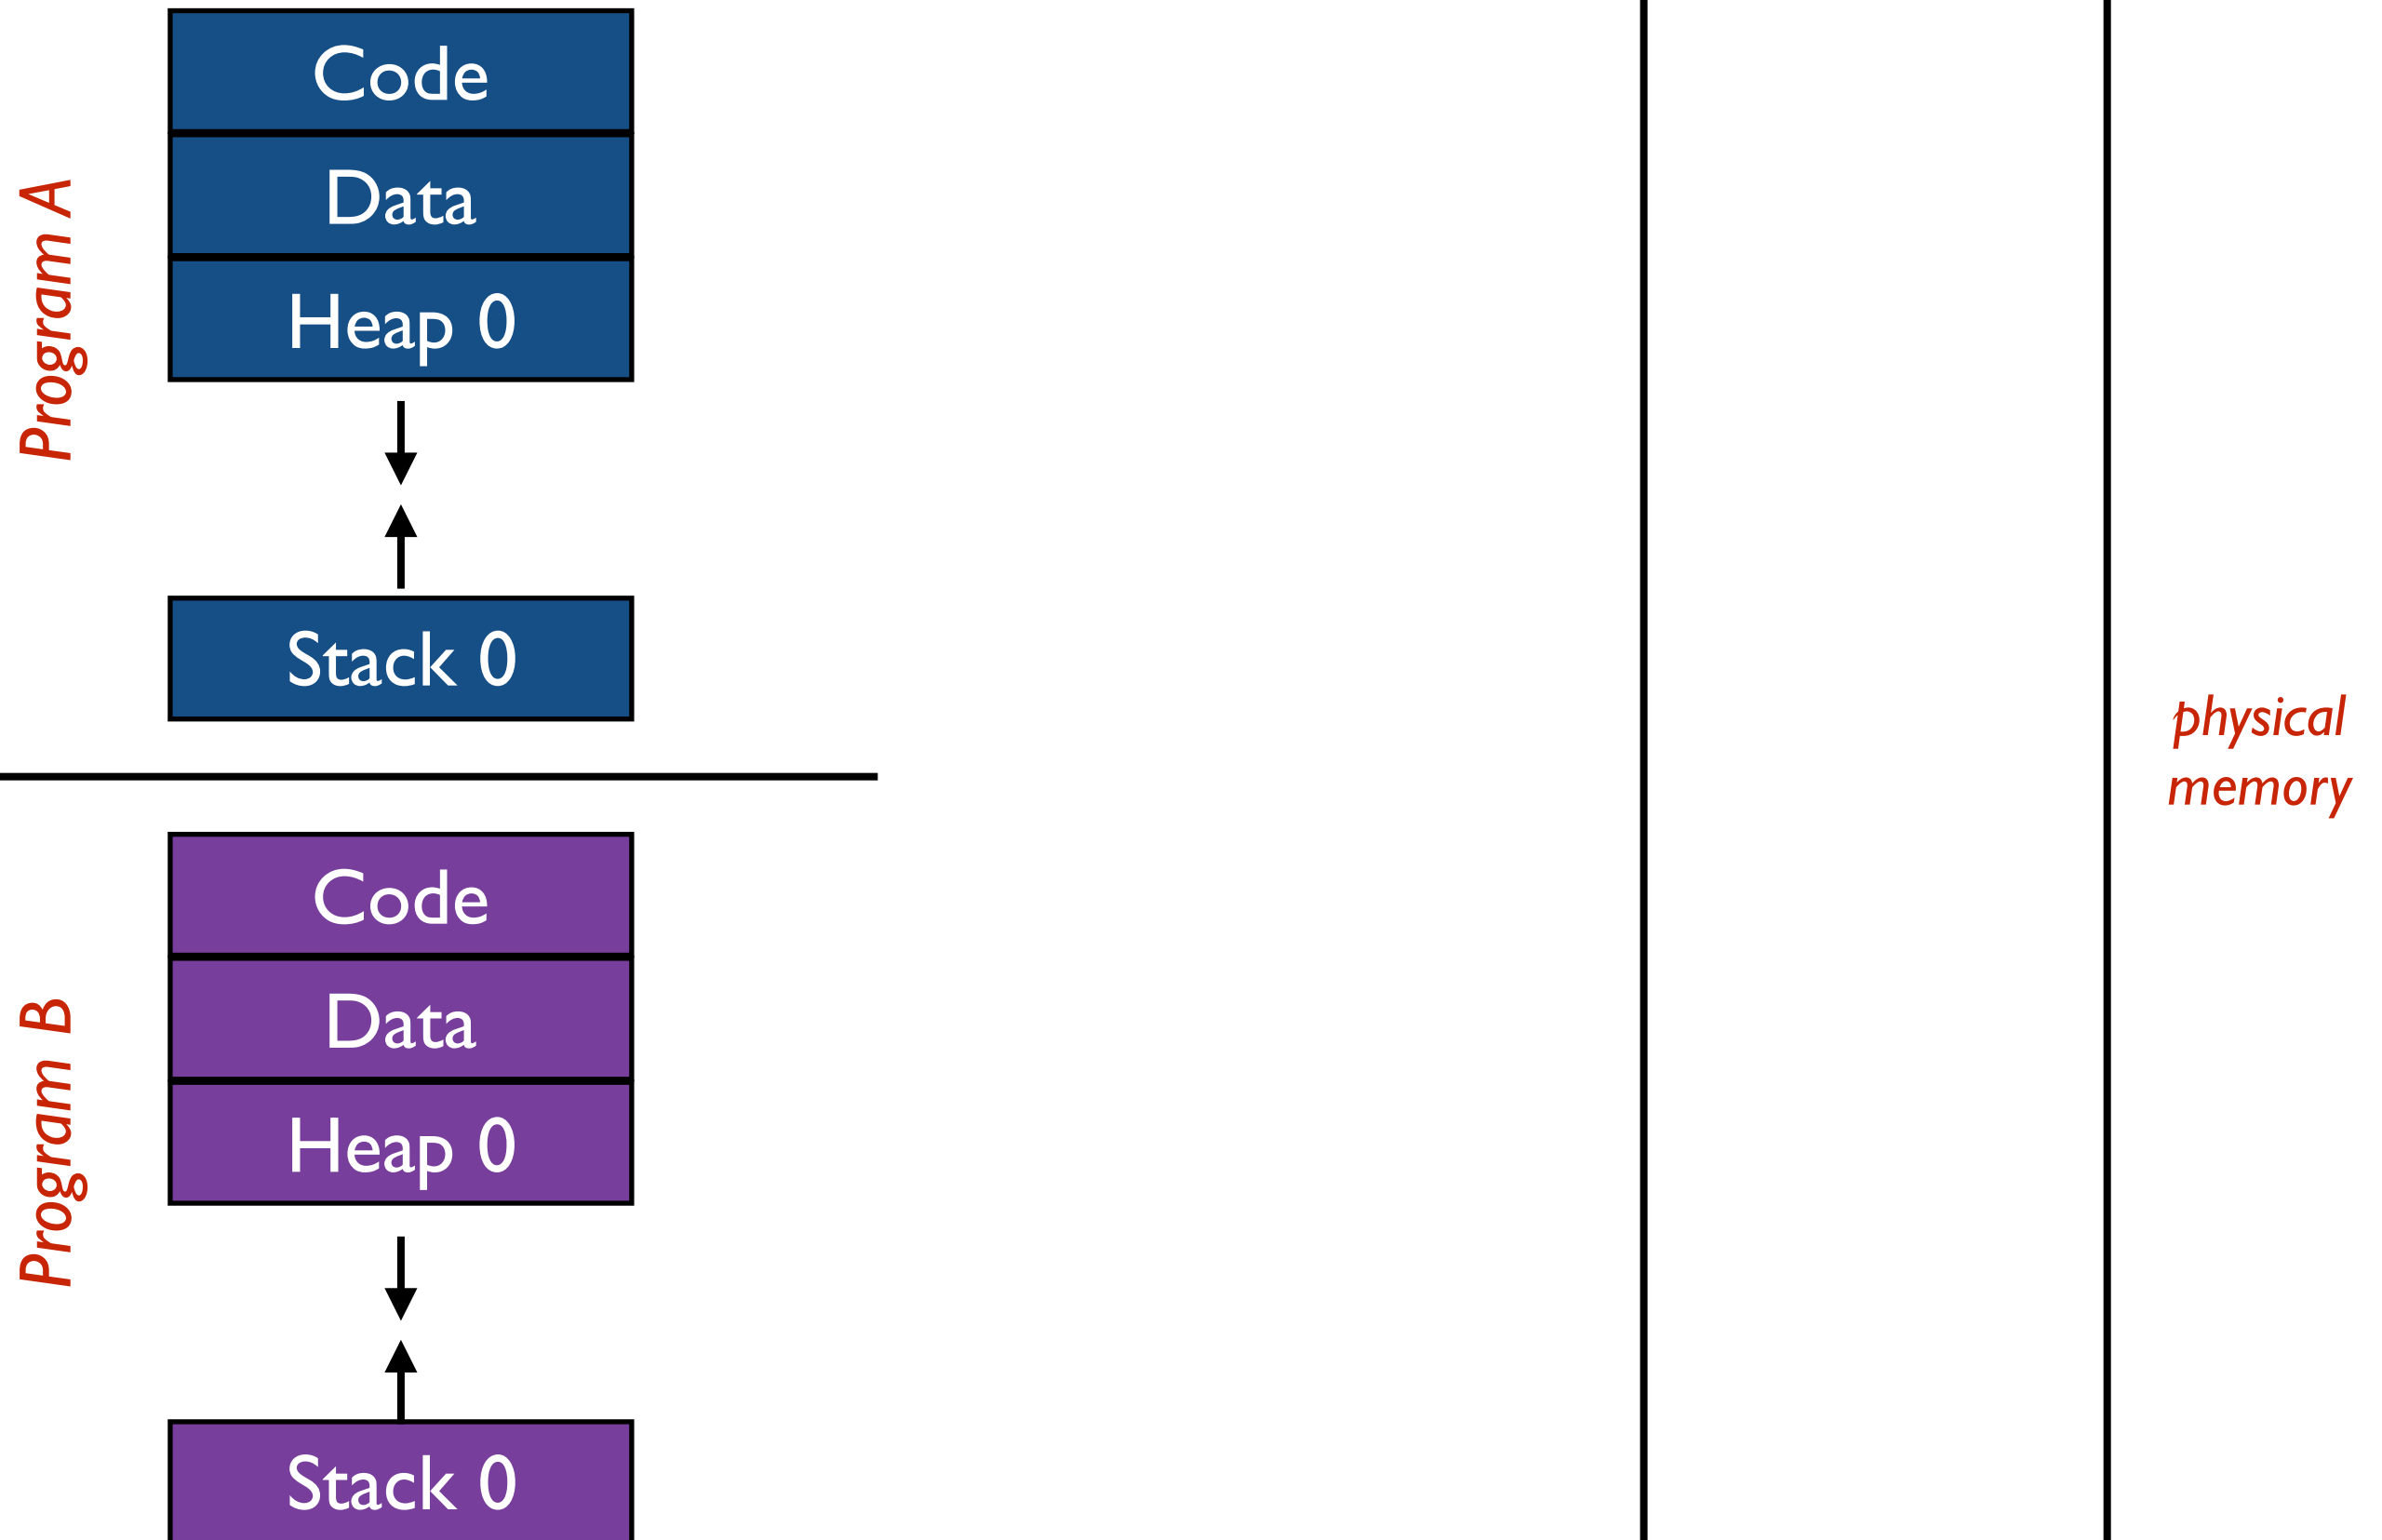 Program A
Code
Data
Heap 0
Stack 0
physical
memory
Program B
Code
Data
Heap 0
Stack 0